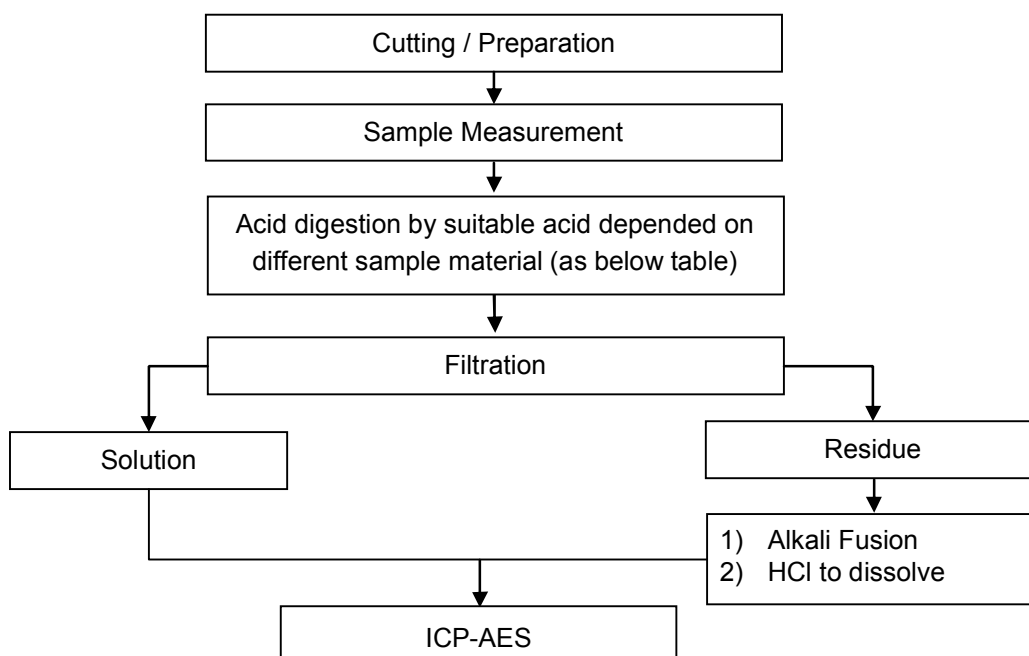 Cutting / Preparation
Sample Measurement
Acid digestion by suitable acid depended on
different sample material (as below table)
Filtration
Solution
Residue
1) Alkali Fusion
2) HCl to dissolve
ICP-AES